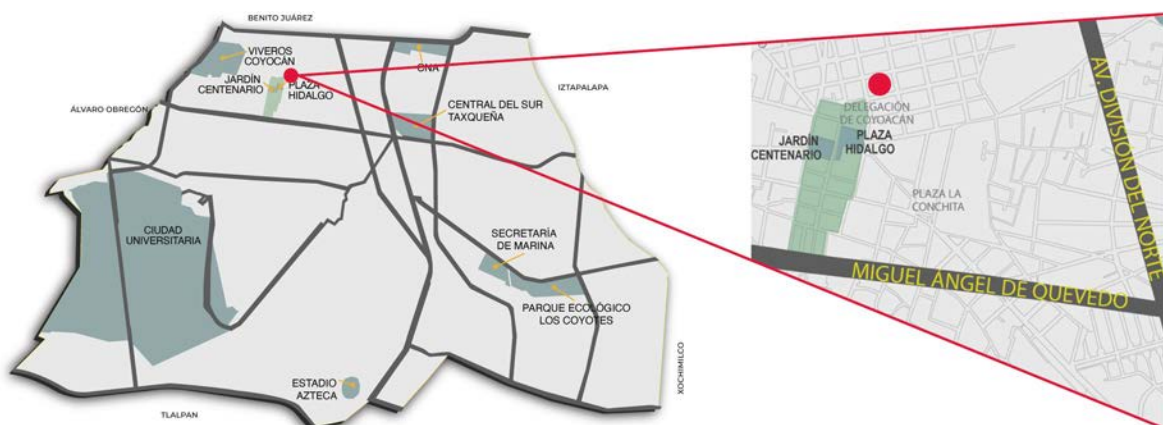 BENITO JUÁREZ
VIVEROS
COYOCÁN
CNA
JARDÍN
CENTENARIO
PLAZA
HIDALGO
IZTAPALAPA
ÁLVARO OBREGÓN
CENTRAL DEL SUR
TAXQUEÑA
CIUDAD
UNIVERSITARIA
SECRETARÍA
DE MARINA
PARQUE ECOLÓGICO
LOS COYOTES
XOCHIMILCO
ESTADIO
AZTECA
TLALPAN
AV. DIVISIÓN DEL NORTE
DELEGACIÓN
DE COYOACÁN
JARDÍN
CENTENARIO
PLAZA
HIDALGO
PLAZA LA
CONCHITA
MIGUEL ÁNGEL DE QUEVEDO